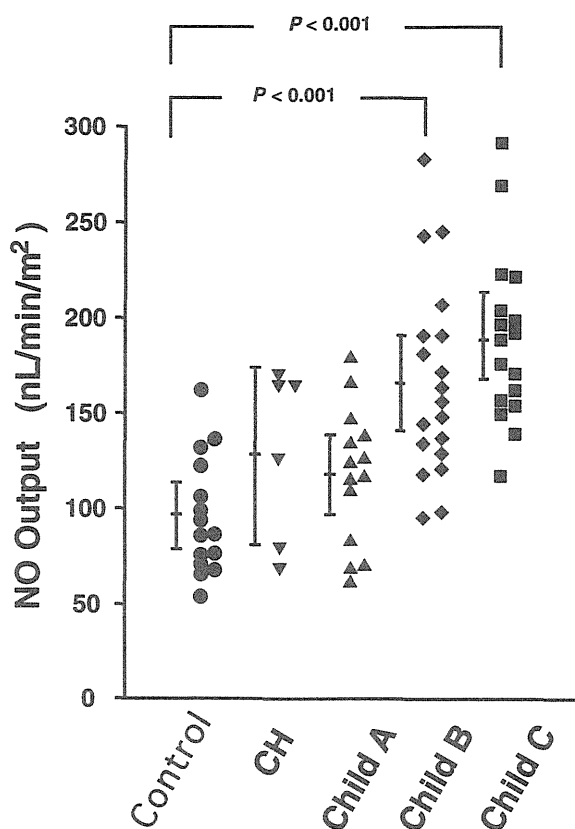 P < 0.001
P < 0.001
NO Output (nL/min/m²)
300
250
200
150
100
50
0
Control
CH
Child A
Child B
Child C